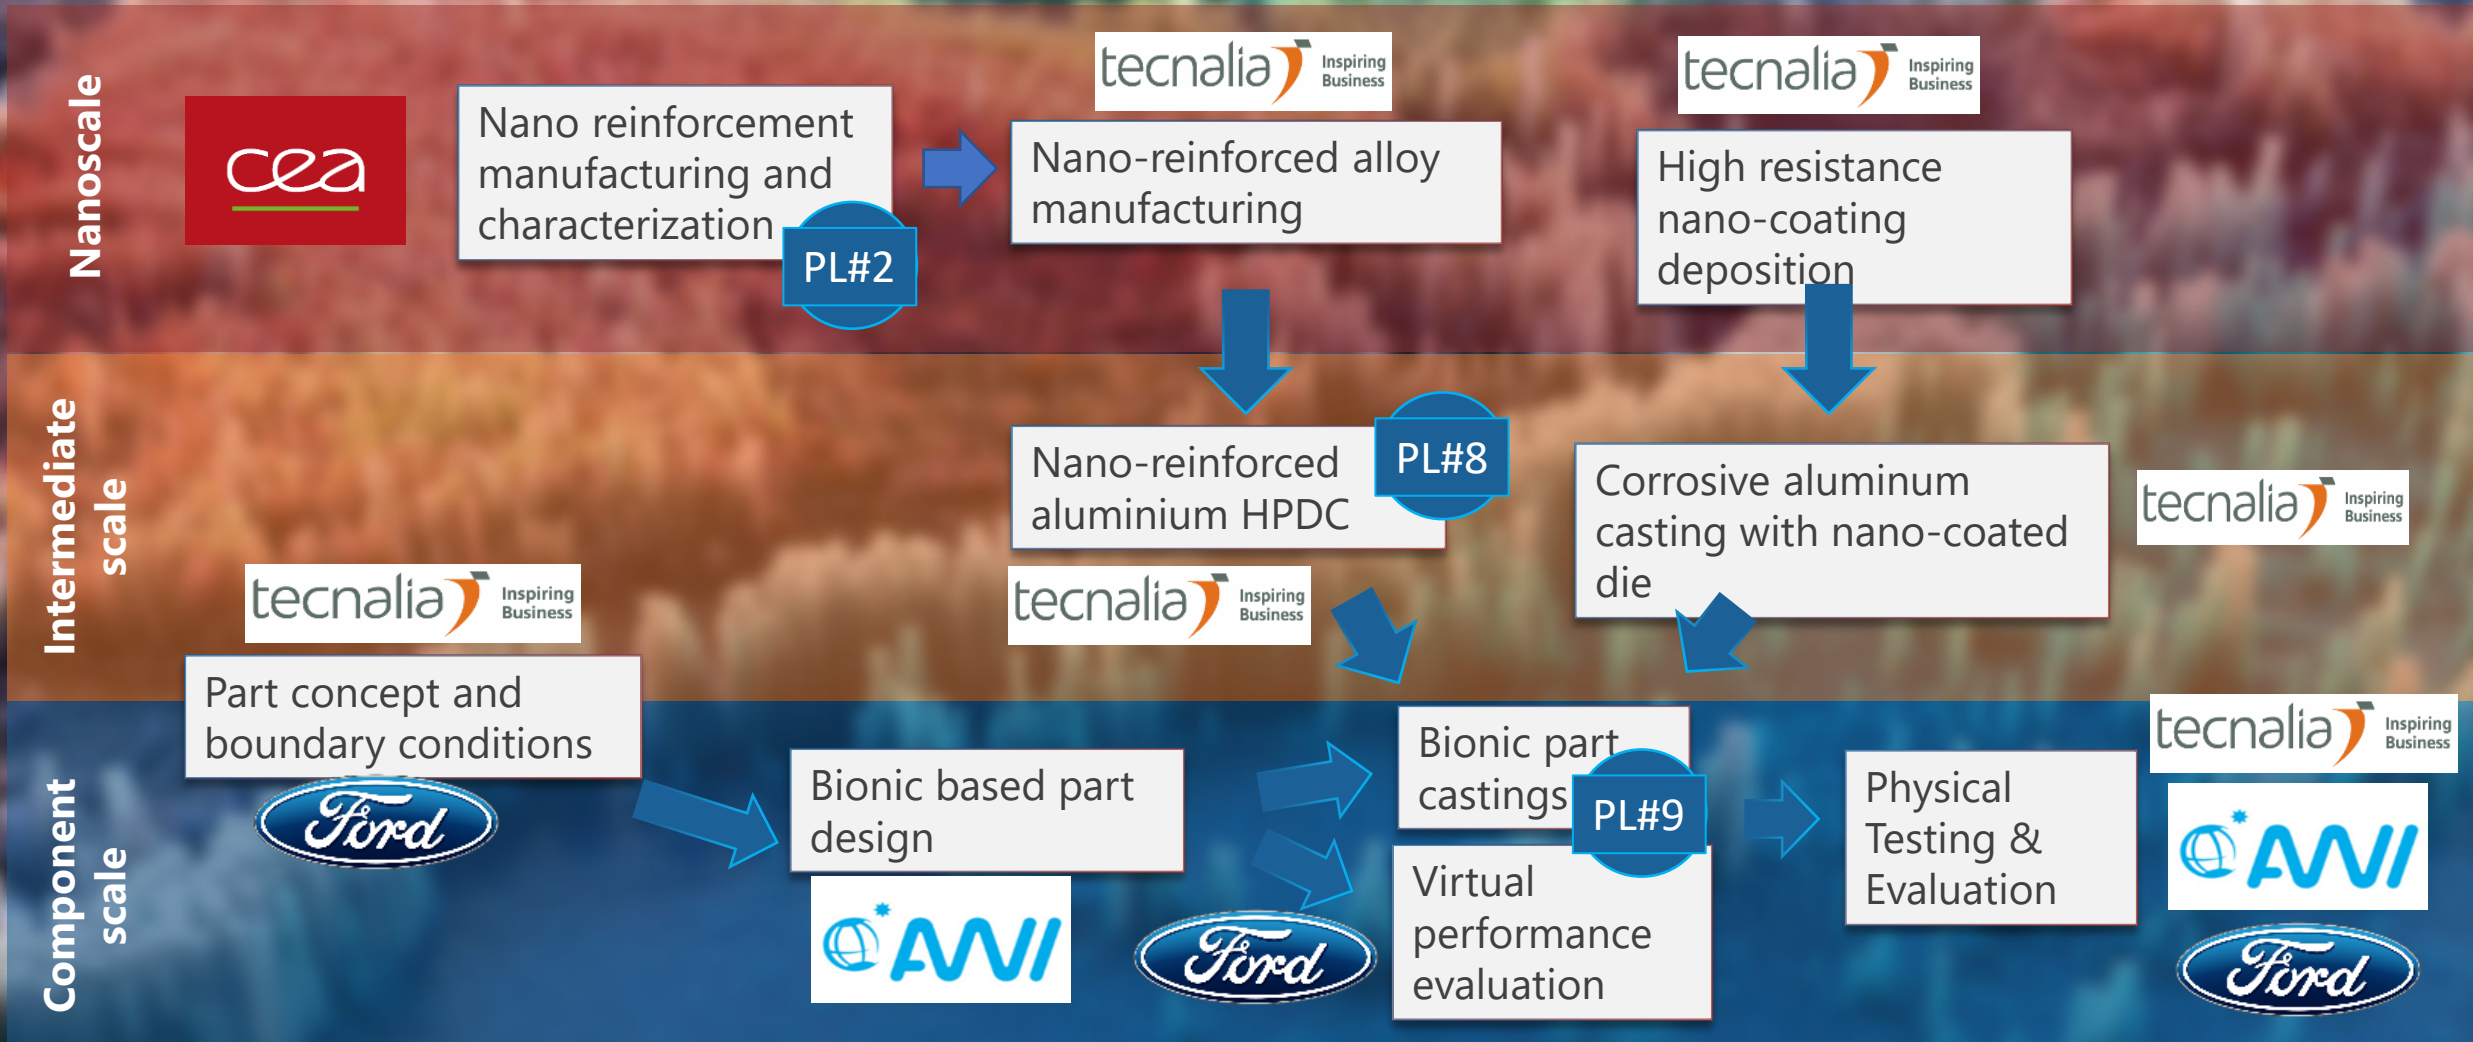 Nanoscale
cea
Nano reinforcement
manufacturing and
characterization
PL#2
tecnalia Inspiring
Business
Nano-reinforced alloy
manufacturing
tecnalia Inspiring
Business
High resistance
nano-coating
deposition
Intermediate
scale
Nano-reinforced
aluminium HPDC
PL#8
tecnalia Inspiring
Business
Corrosive aluminum
casting with nano-coated
die
tecnalia Inspiring
Business
tecnalia Inspiring
Business
Part concept and
boundary conditions
Ford
Component
scale
Bionic based part
design
AWI
Bionic part
castings
PL#9
Ford
Virtual
performance
evaluation
Physical
Testing &
Evaluation
tecnalia Inspiring
Business
AWI
Ford